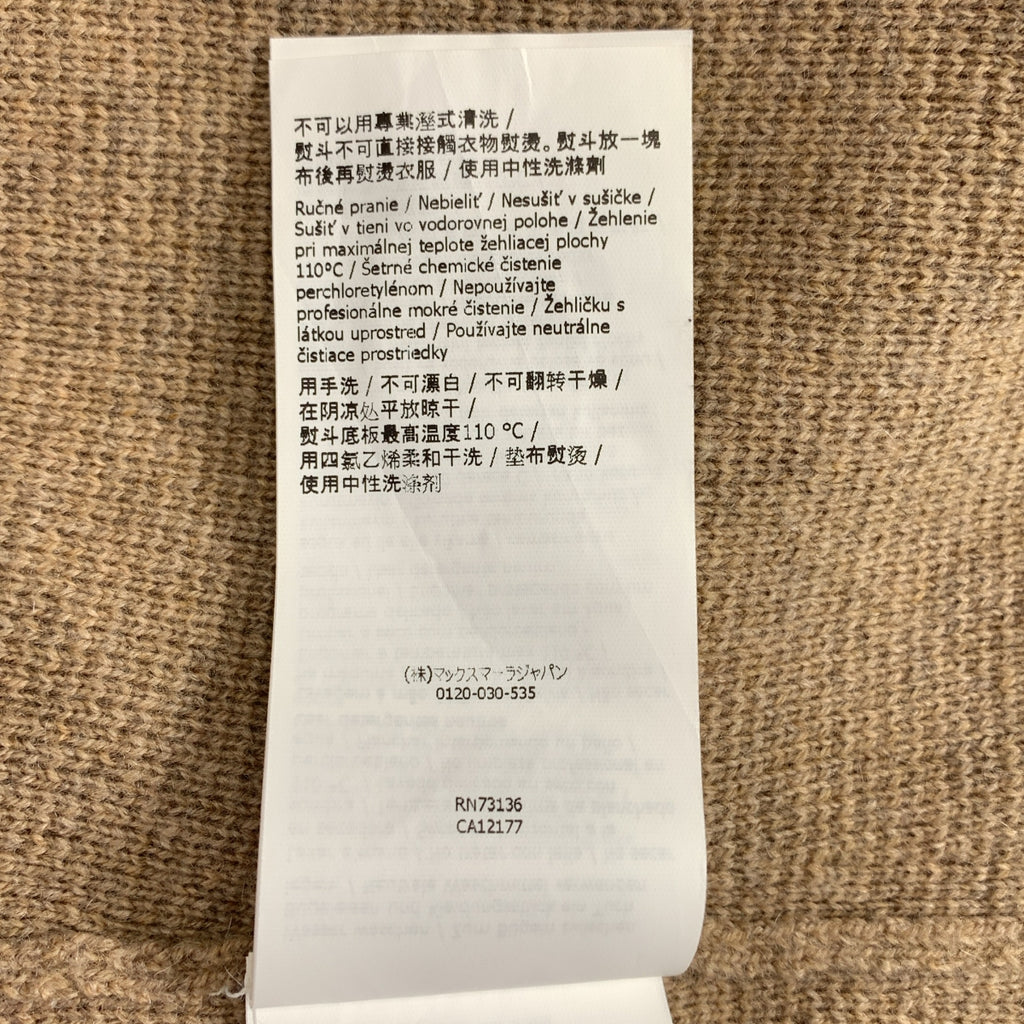 不可以用專業溼式清洗 /
熨斗不可直接接觸衣物熨燙。熨斗放一塊
布後再熨燙衣服 / 使用中性洗滌劑
Ručné pranie / Nebieliť / Nesušiť v sušičke /
Sušiť v tieni vo vodorovnej polohe / Žehlenie
pri maximálnej teplote žehliacej plochy
110°C / Šetrné chemické čistenie
perchloretylénom / Nepoužívajte
profesionálne mokré čistenie / Žehličku s
látkou uprostred / Používajte neutrálne
čistiace prostriedky
用手洗 / 不可漂白 / 不可翻转干燥 /
在阴凉处平放晾干 /
熨斗底板最高温度110 °C /
用四氯乙烯柔和干洗 / 垫布熨烫 /
使用中性洗涤剂
(株)マックスマーラジャパン
0120-030-535
RN73136
CA12177